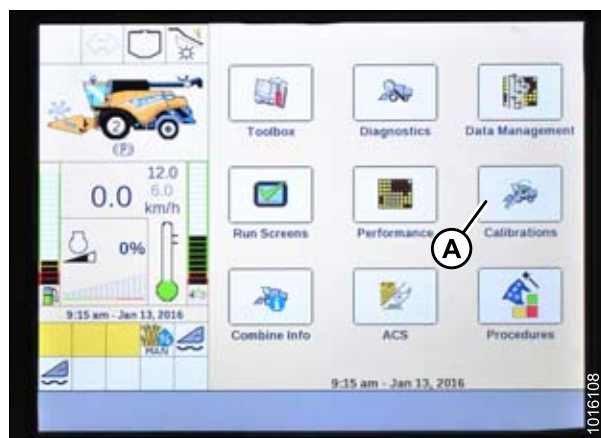 Toolbox
Diagnostics
Data Management
2
(P)
12.0
0.0
6.0
km/h
Run Screens
Performance
Calibrations
A
0%
9:15 am - Jan 13, 2016
MAN
Combine Info
ACS
Procedures
9:15 am - Jan 13, 2016
1016108